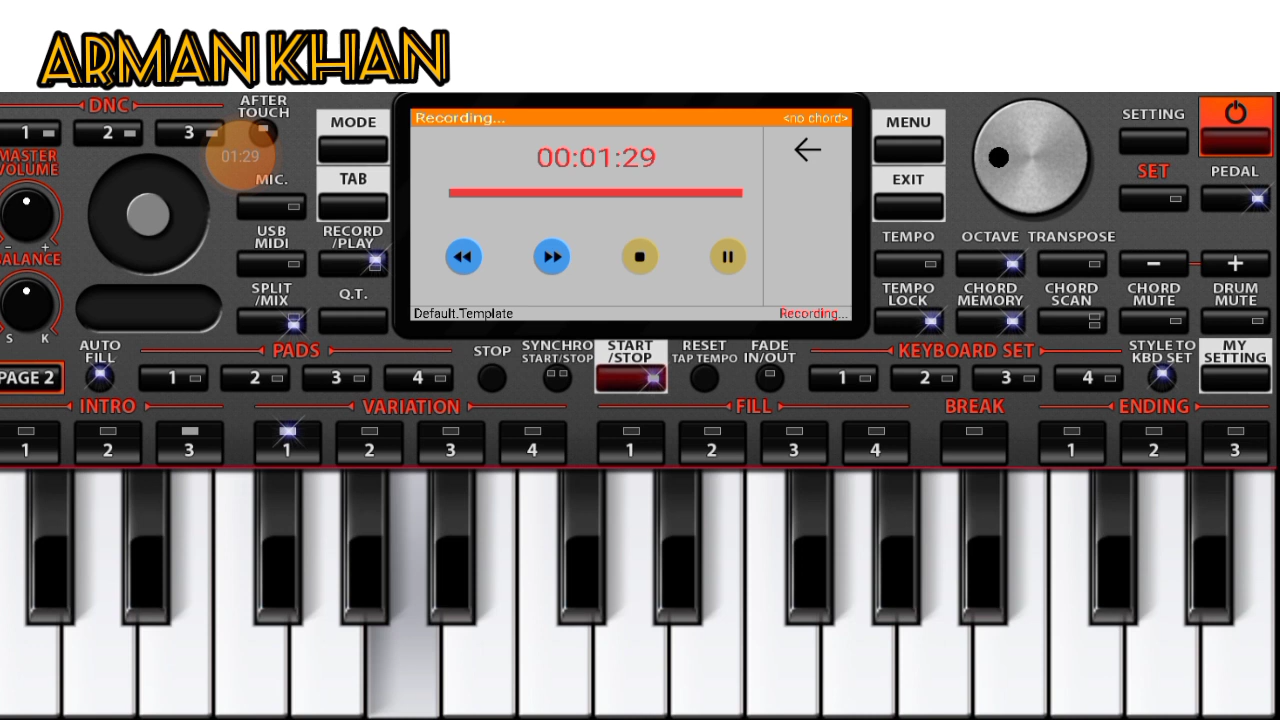 ARMAN KHAN
DNC
AFTER TOUCH
1 2 3
01:29
MASTER VOLUME
- +
BALANCE
S K
MIC.
USB MIDI
SPLIT /MIX
MODE
TAB
RECORD /PLAY
Q.T.
Recording... <no chord>
00:01:29
Default.Template Recording...
MENU
EXIT
SETTING
SET
PEDAL
TEMPO OCTAVE TRANSPOSE
- +
TEMPO LOCK CHORD MEMORY CHORD SCAN CHORD MUTE DRUM MUTE
PAGE 2
AUTO FILL
PADS
1 2 3 4
STOP
SYNCHRO START/STOP
START /STOP
RESET TAP TEMPO
FADE IN/OUT
KEYBOARD SET
1 2 3 4
STYLE TO KBD SET
MY SETTING
INTRO VARIATION FILL BREAK ENDING
1 2 3 1 2 3 4 1 2 3 4 1 2 3